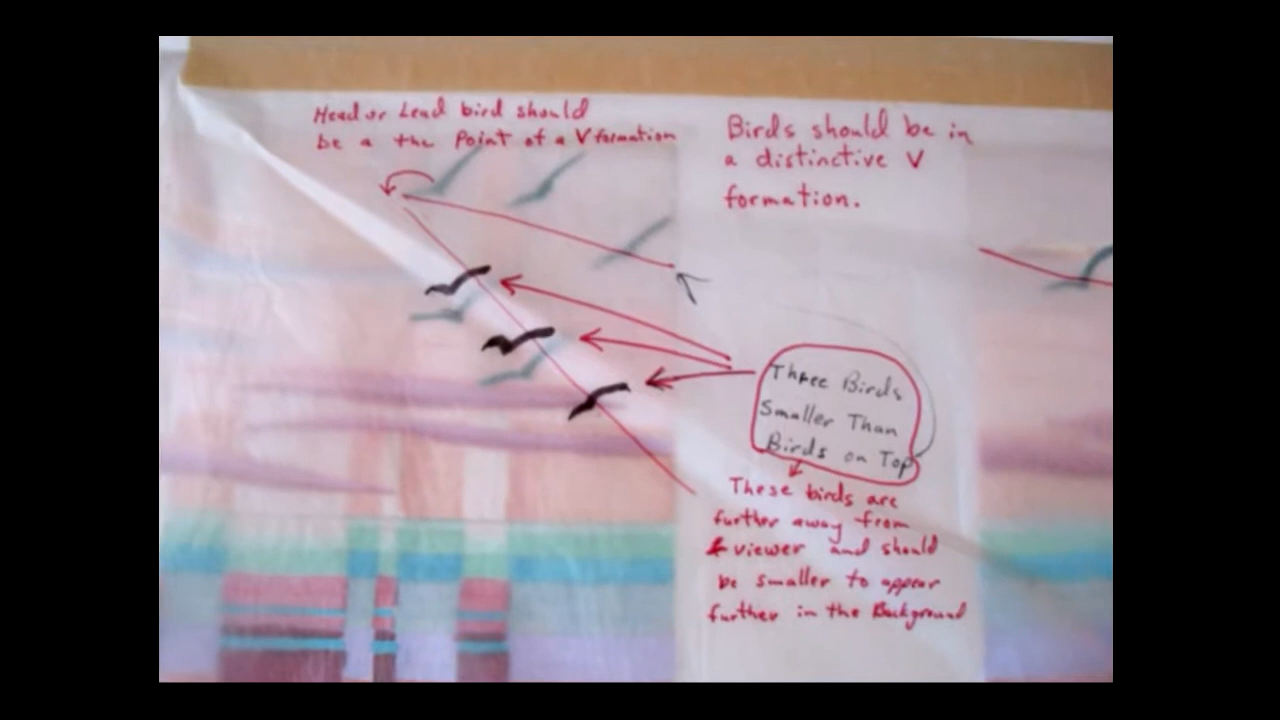 Head or Lead bird should
be a the Point of a V formation
Birds should be in
a distinctive V
formation.
Three Birds
Smaller Than
Birds on Top
These birds are
further away from
viewer and should
be smaller to appear
further in the Background